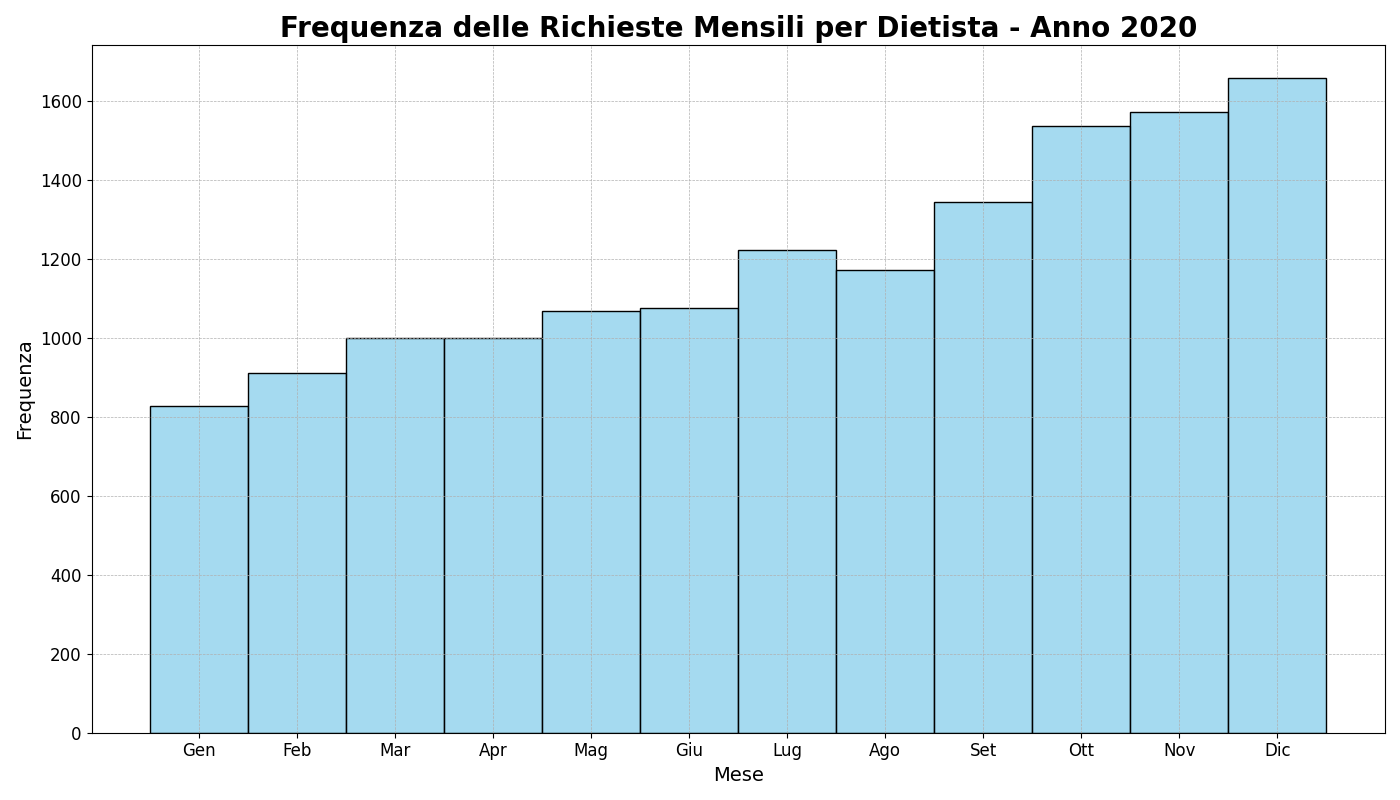 Frequenza delle Richieste Mensili per Dietista - Anno 2020
1600
1400
1200
1000
800
600
400
200
0
Frequenza
Gen Feb Mar Apr Mag Giu Lug Ago Set Ott Nov Dic
Mese